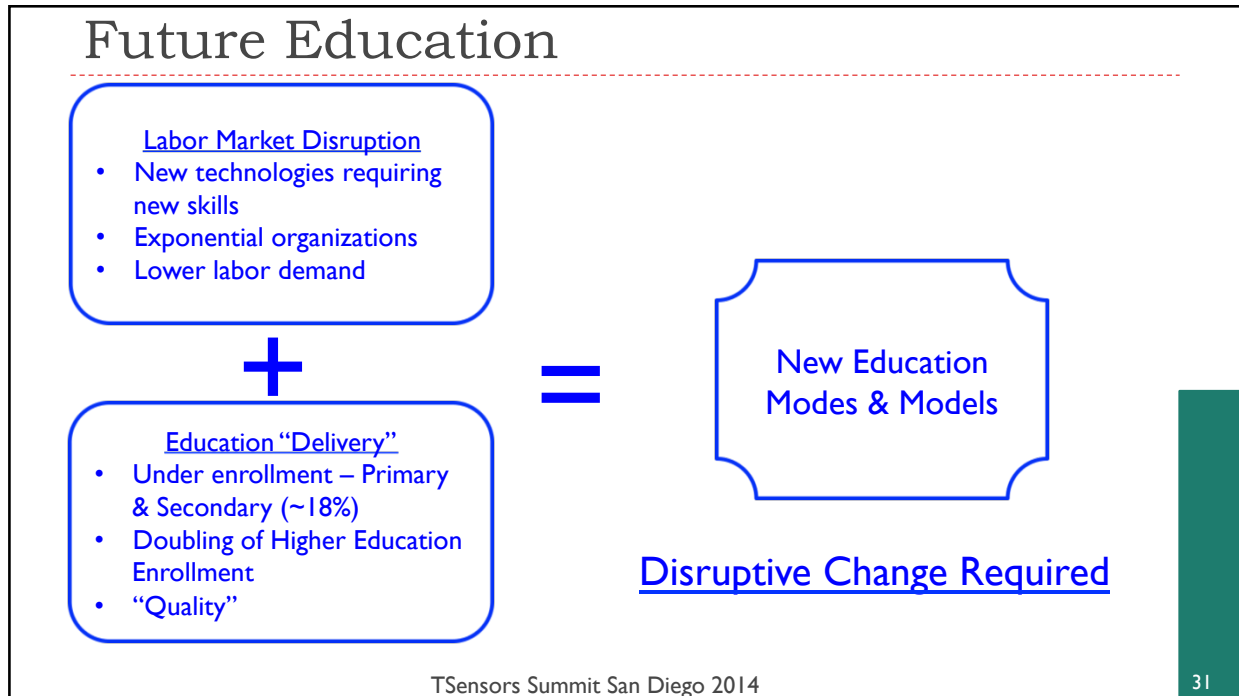 Future Education
Labor Market Disruption
• New technologies requiring
new skills
• Exponential organizations
• Lower labor demand
+
Education “Delivery”
• Under enrollment – Primary
& Secondary (~18%)
• Doubling of Higher Education
Enrollment
• “Quality”
=
New Education
Modes & Models
Disruptive Change Required
TSensors Summit San Diego 2014
31